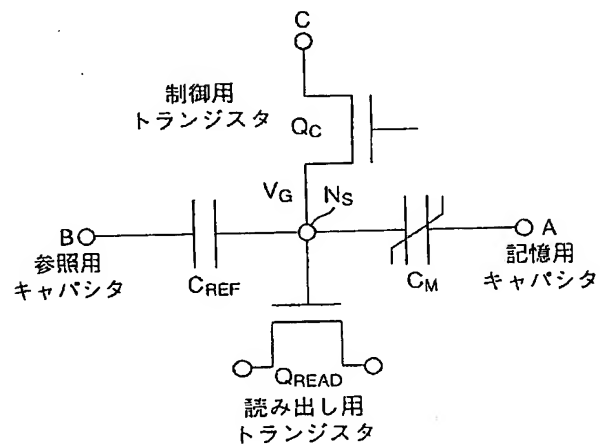 C
制御用
トランジスタ
QC
VG
NS
B
A
参照用
キャパシタ
CREF
CM
記憶用
キャパシタ
QREAD
読み出し用
トランジスタ